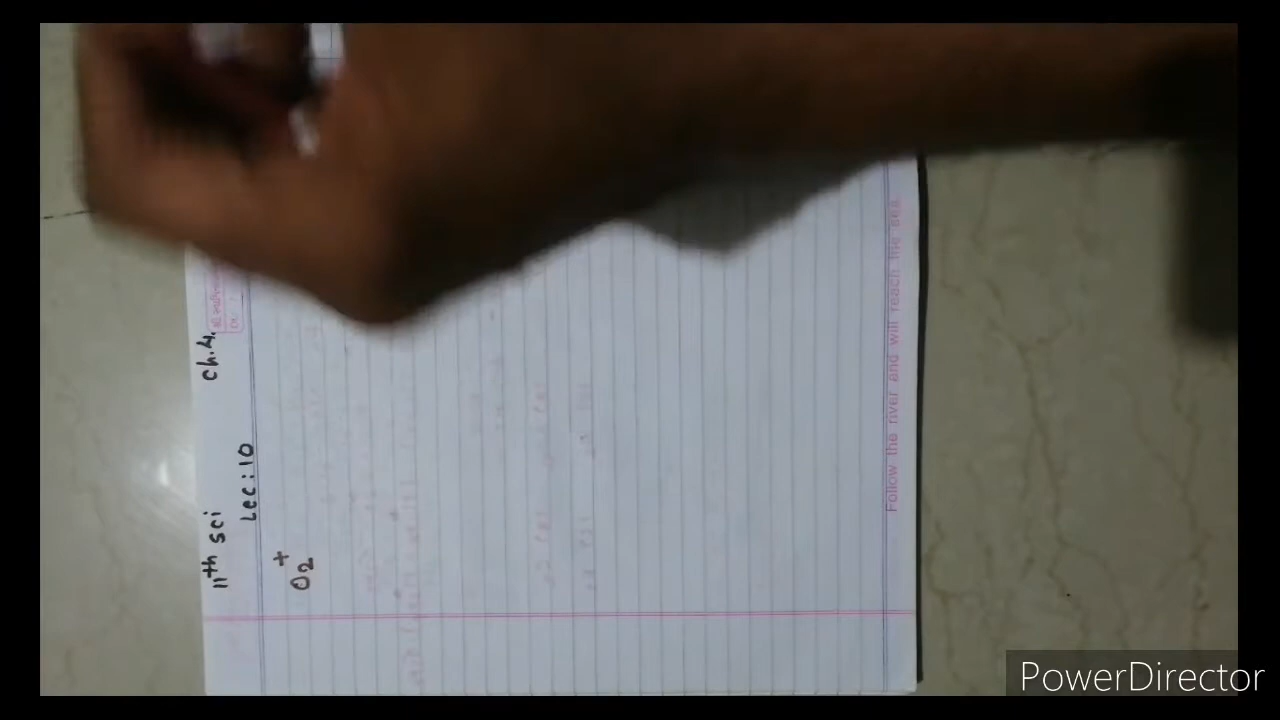 11th sci ch.4.
Lec:10
O2+
Follow the river and will reach the sea.
PowerDirector